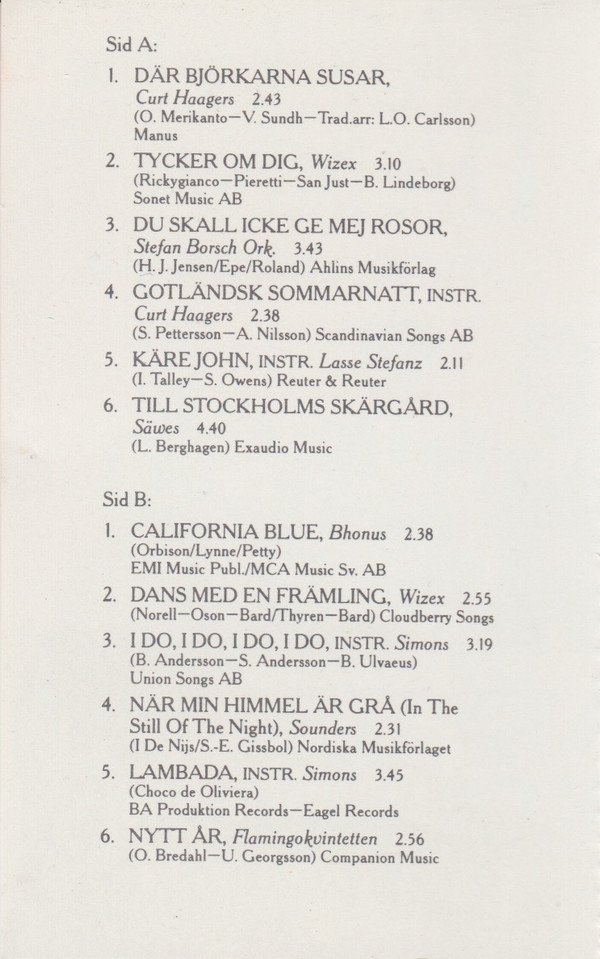 Sid A:
1. DÄR BJÖRKARNA SUSAR,
Curt Haagers 2.43
(O. Merikanto—V. Sundh—Trad.arr: L.O. Carlsson)
Manus
2. TYCKER OM DIG, Wizex 3.10
(Rickygianco—Pieretti—San Just—B. Lindeborg)
Sonet Music AB
3. DU SKALL ICKE GE MEJ ROSOR,
Stefan Borsch Ork. 3.43
(H. J. Jensen/Epe/Roland) Ahlins Musikförlag
4. GOTLÄNDSK SOMMARNATT, INSTR.
Curt Haagers 2.38
(S. Pettersson—A. Nilsson) Scandinavian Songs AB
5. KÄRE JOHN, INSTR. Lasse Stefanz 2.11
(I. Talley—S. Owens) Reuter & Reuter
6. TILL STOCKHOLMS SKÄRGÅRD,
Säwes 4.40
(L. Berghagen) Exaudio Music
Sid B:
1. CALIFORNIA BLUE, Bhonus 2.38
(Orbison/Lynne/Petty)
EMI Music Publ./MCA Music Sv. AB
2. DANS MED EN FRÄMLING, Wizex 2.55
(Norell—Oson—Bard/Thyren—Bard) Cloudberry Songs
3. I DO, I DO, I DO, I DO, INSTR. Simons 3.19
(B. Andersson—S. Andersson—B. Ulvaeus)
Union Songs AB
4. NÄR MIN HIMMEL ÄR GRÅ (In The
Still Of The Night), Sounders 2.31
(I De Nijs/S.-E. Gissbol) Nordiska Musikförlaget
5. LAMBADA, INSTR. Simons 3.45
(Choco de Oliviera)
BA Produktion Records—Eagel Records
6. NYTT ÅR, Flamingokvintetten 2.56
(O. Bredahl—U. Georgsson) Companion Music